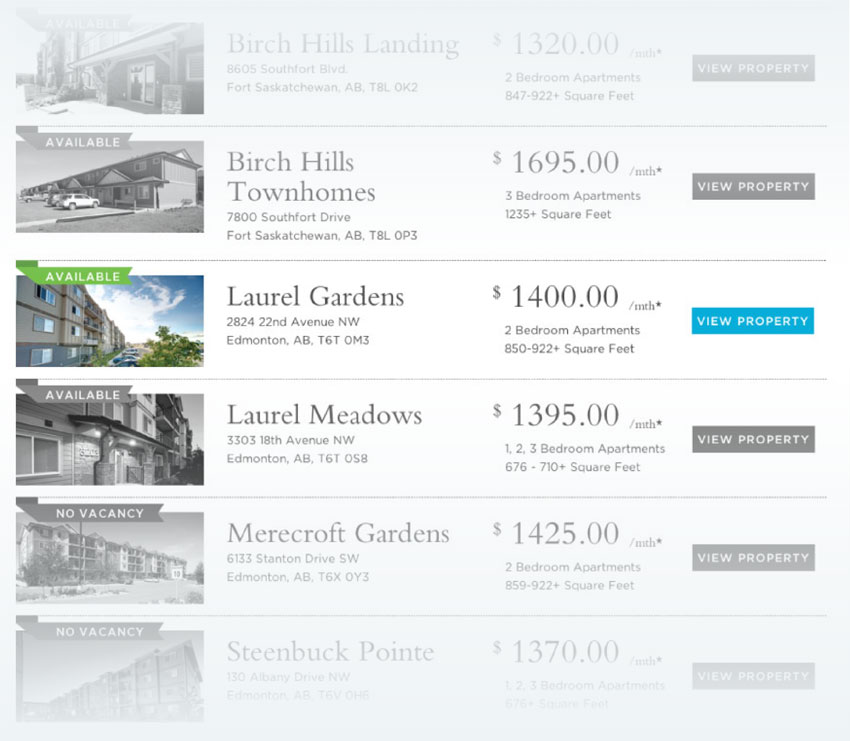 AVAILABLE
Birch Hills Landing
8605 Southfort Blvd.
Fort Saskatchewan, AB, T8L 0K2
$ 1320.00 /mth*
2 Bedroom Apartments
847-922+ Square Feet
VIEW PROPERTY
AVAILABLE
Birch Hills
Townhomes
7800 Southfort Drive
Fort Saskatchewan, AB, T8L 0P3
$ 1695.00 /mth*
3 Bedroom Apartments
1235+ Square Feet
VIEW PROPERTY
AVAILABLE
Laurel Gardens
2824 22nd Avenue NW
Edmonton, AB, T6T 0M3
$ 1400.00 /mth*
2 Bedroom Apartments
850-922+ Square Feet
VIEW PROPERTY
AVAILABLE
Laurel Meadows
3303 18th Avenue NW
Edmonton, AB, T6T 0S8
$ 1395.00 /mth*
1, 2, 3 Bedroom Apartments
676 - 710+ Square Feet
VIEW PROPERTY
NO VACANCY
Merecroft Gardens
6133 Stanton Drive SW
Edmonton, AB, T6X 0Y3
$ 1425.00 /mth*
2 Bedroom Apartments
859-922+ Square Feet
VIEW PROPERTY
NO VACANCY
Steenbuck Pointe
130 Albany Drive NW
Edmonton, AB, T6V 0H6
$ 1370.00 /mth*
1, 2, 3 Bedroom Apartments
676+ Square Feet
VIEW PROPERTY